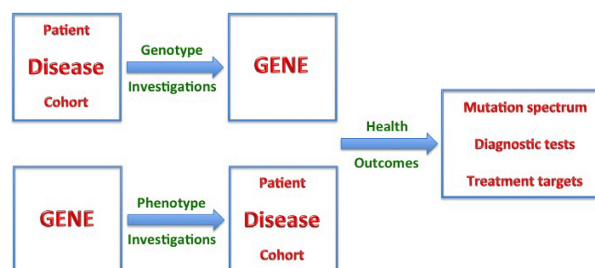 Patient
Disease
Cohort
Genotype
Investigations
GENE
GENE
Phenotype
Investigations
Patient
Disease
Cohort
Health
Outcomes
Mutation spectrum
Diagnostic tests
Treatment targets